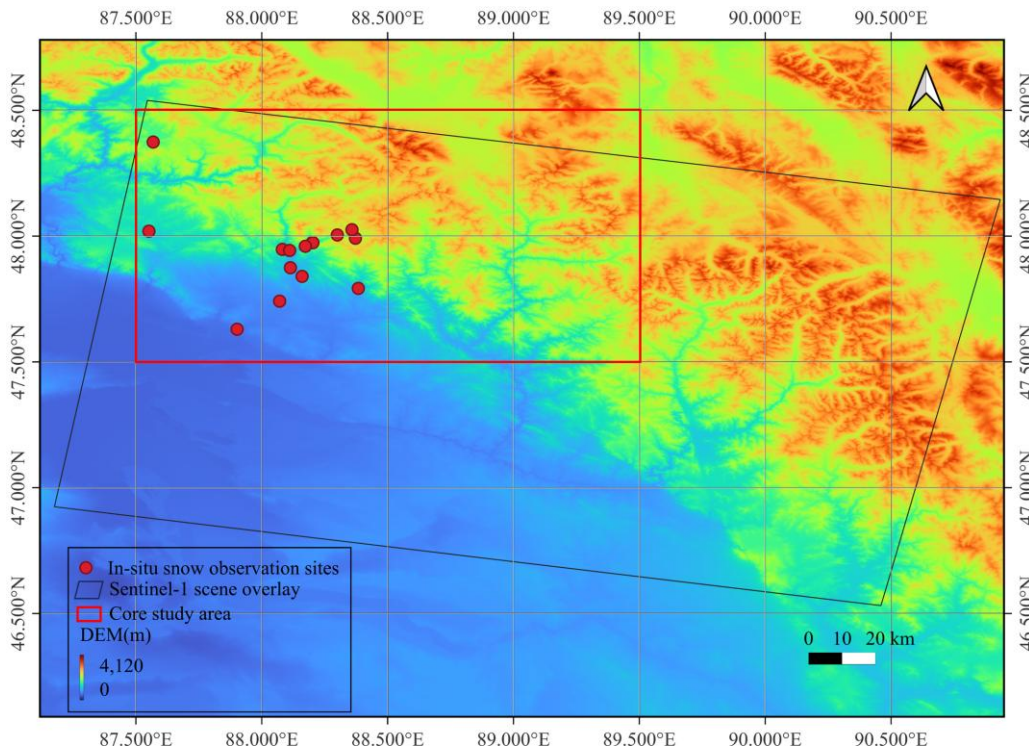 87.500°E 88.000°E 88.500°E 89.000°E 89.500°E 90.000°E 90.500°E
48.500°N 48.500°N
48.000°N 48.000°N
47.500°N 47.500°N
47.000°N 47.000°N
46.500°N 46.500°N
In-situ snow observation sites
Sentinel-1 scene overlay
Core study area
DEM(m)
4,120
0
0 10 20 km
87.500°E 88.000°E 88.500°E 89.000°E 89.500°E 90.000°E 90.500°E